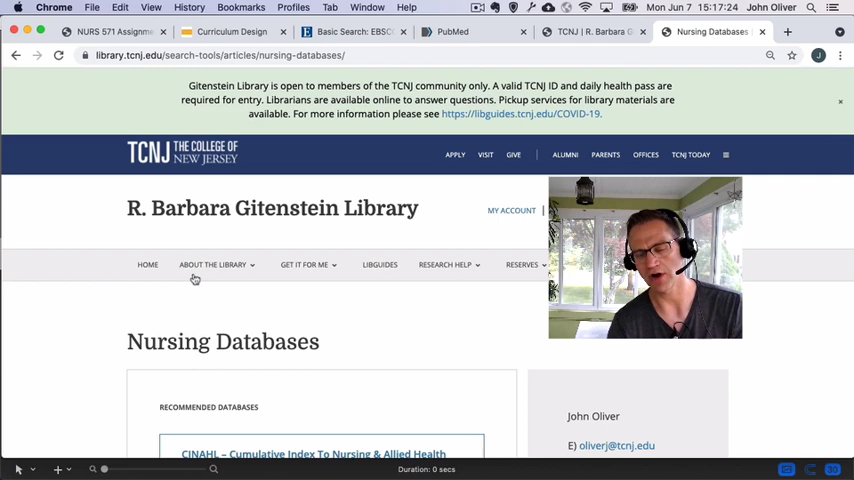 Chrome File Edit View History Bookmarks Profiles Tab Window Help Mon Jun 7 15:17:24 John Oliver
NURS 571 Assignme Curriculum Design Basic Search: EBSC PubMed TCNJ | R. Barbara G Nursing Databases
library.tcnj.edu/search-tools/articles/nursing-databases/
J
Gitenstein Library is open to members of the TCNJ community only. A valid TCNJ ID and daily health pass are
required for entry. Librarians are available online to answer questions. Pickup services for library materials are
available. For more information please see https://libguides.tcnj.edu/COVID-19.
TCNJ THE COLLEGE OF NEW JERSEY
APPLY VISIT GIVE ALUMNI PARENTS OFFICES TCNJ TODAY
R. Barbara Gitenstein Library
MY ACCOUNT |
HOME ABOUT THE LIBRARY GET IT FOR ME LIBGUIDES RESEARCH HELP RESERVES
Nursing Databases
RECOMMENDED DATABASES
CINAHL – Cumulative Index To Nursing & Allied Health
John Oliver
E) oliverj@tcnj.edu
Duration: 0 secs
30